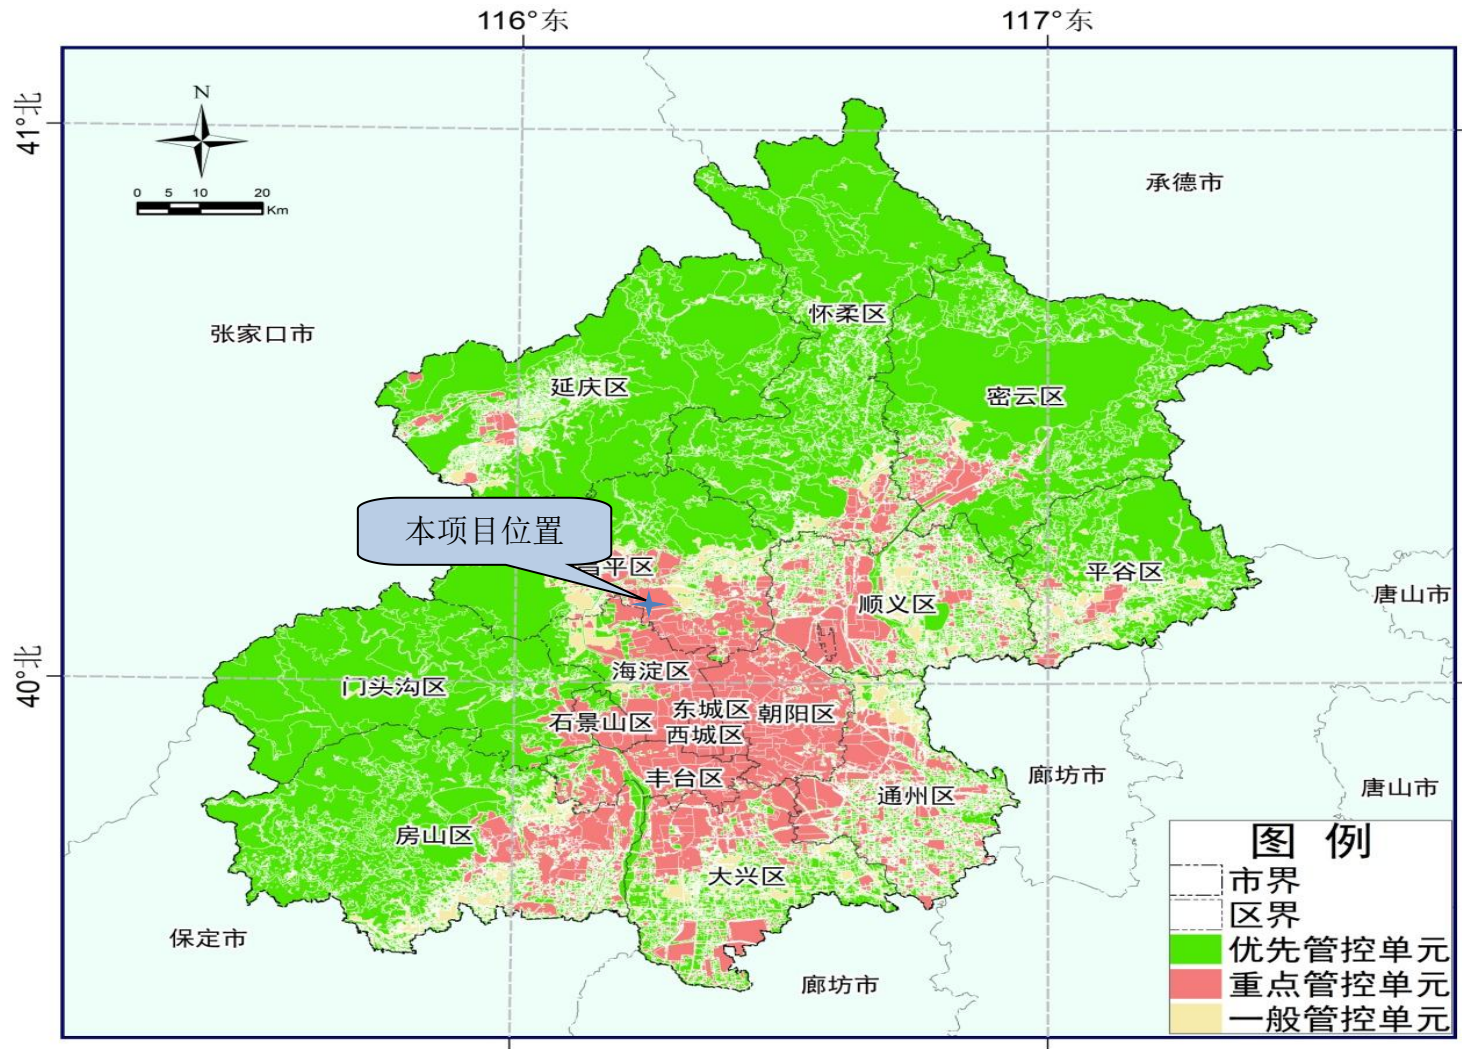 116°东
117°东
41°北
N
0 5 10 20
Km
承德市
张家口市
怀柔区
延庆区
密云区
本项目位置
昌平区
平谷区
唐山市
顺义区
40°北
海淀区
门头沟区
东城区
朝阳区
石景山区
西城区
丰台区
廊坊市
唐山市
通州区
房山区
大兴区
保定市
廊坊市
图 例
市界
区界
优先管控单元
重点管控单元
一般管控单元